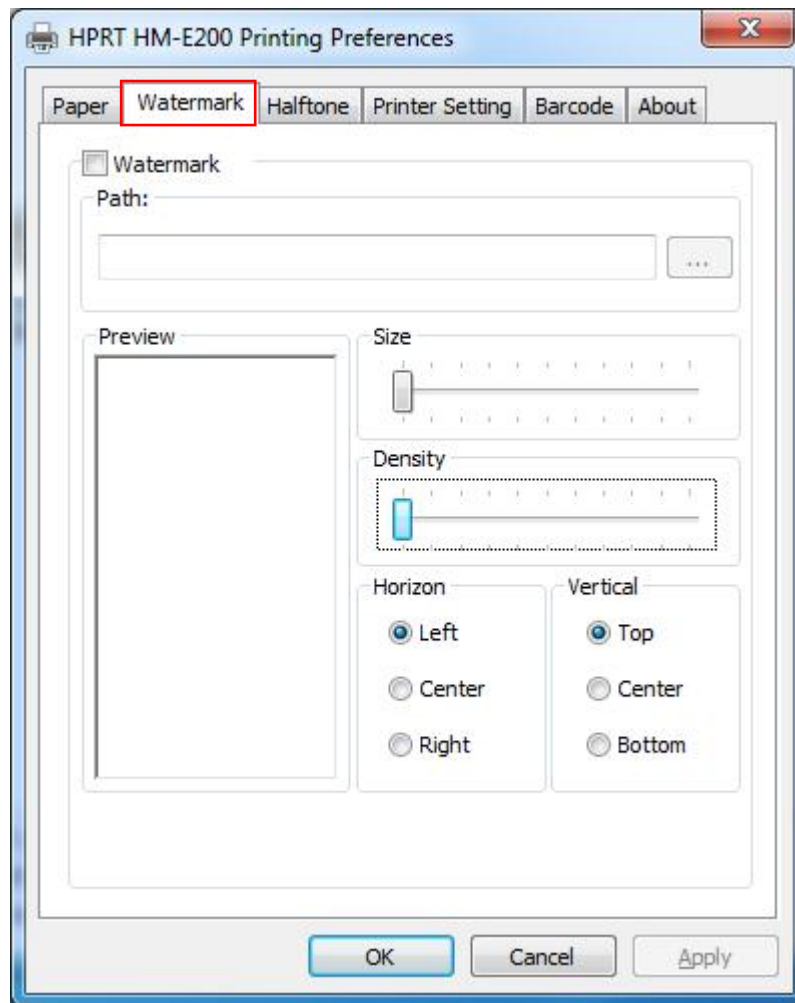 HPRT HM-E200 Printing Preferences
Paper Watermark Halftone Printer Setting Barcode About
Watermark
Path:
...
Preview Size
Density
Horizon Vertical
Left Top
Center Center
Right Bottom
OK Cancel Apply